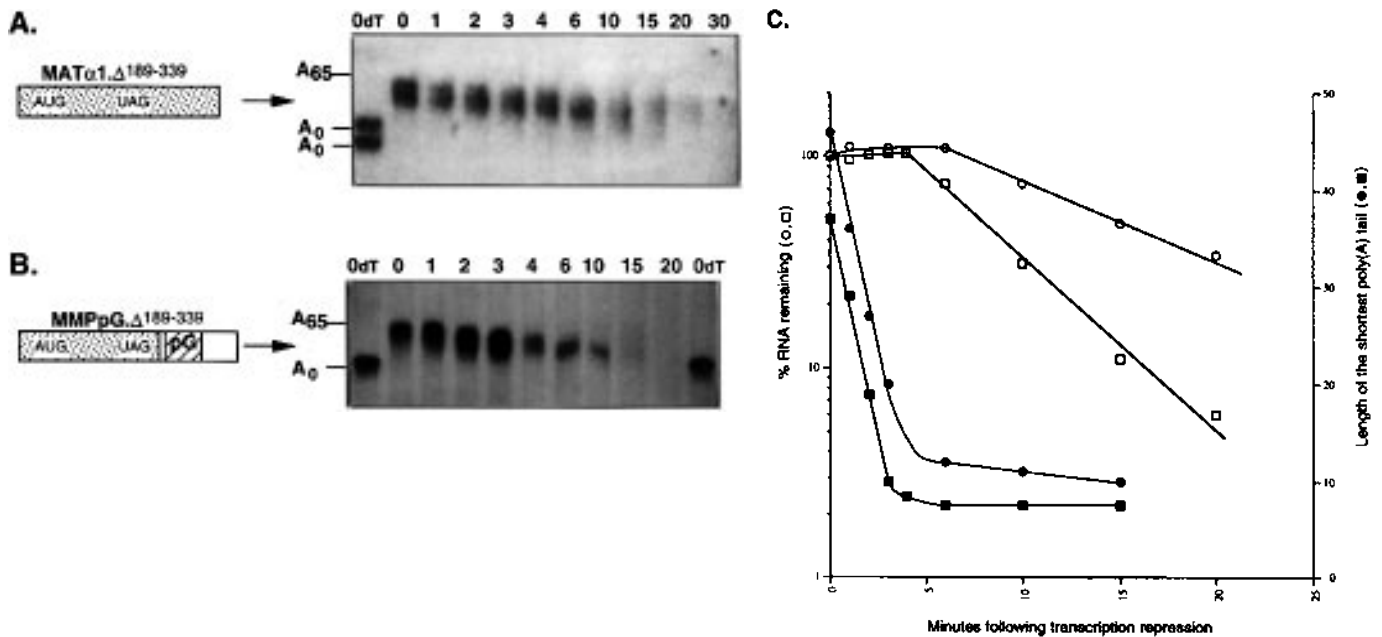 A.
MATα1.Δ189-339
AUG UAG
0dT 0 1 2 3 4 6 10 15 20 30
A65
A0
A0
B.
MMPpG.Δ189-339
AUG UAG pG
0dT 0 1 2 3 4 6 10 15 20 0dT
A65
A0
C.
% RNA remaining (○,□)
100
10
1
Length of the shortest poly(A) tail (●,■)
50
40
30
20
10
0
0 5 10 15 20 25
Minutes following transcription repression